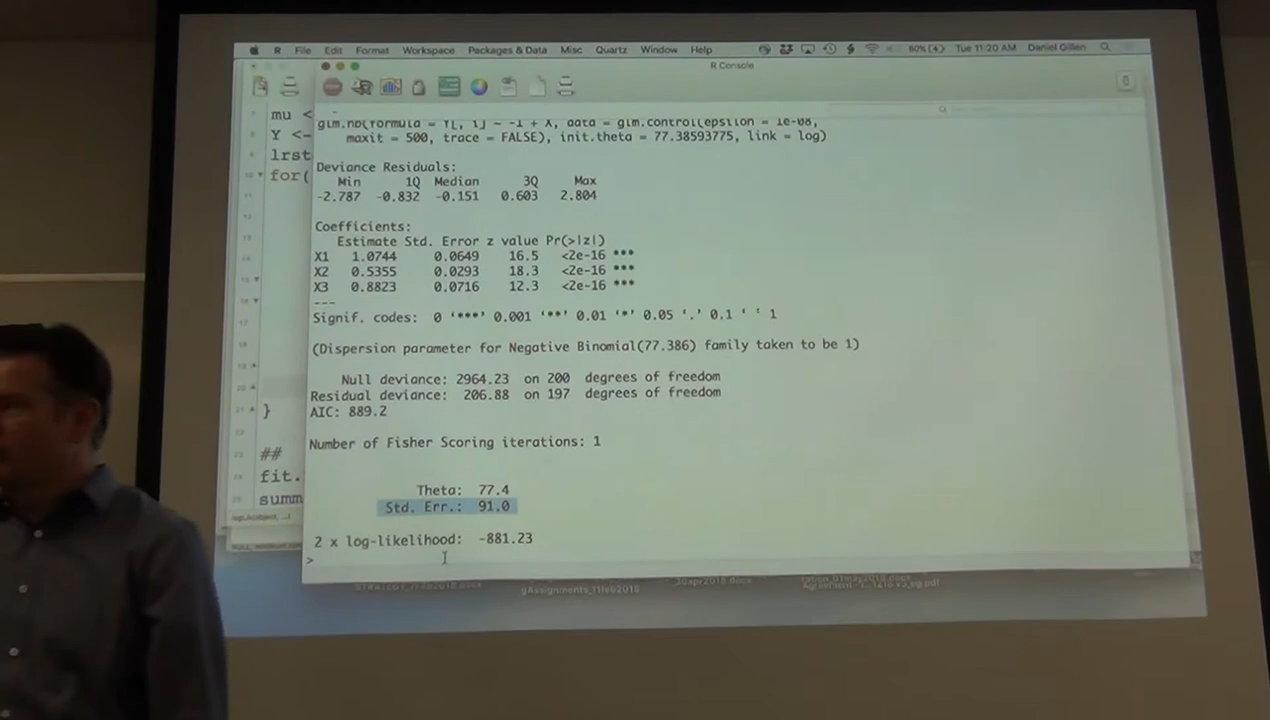 R File Edit Format Workspace Packages & Data Misc Quartz Window Help 80% Tue 11:20 AM Daniel Gillen
R Console
mu <
Y <-
lrst
for(
}
##
fit.
summ
glm.nb(formula = Y[, i] ~ -1 + X, data = glm.control(epsilon = 1e-08,
maxit = 500, trace = FALSE), init.theta = 77.38593775, link = log)
Deviance Residuals:
Min 1Q Median 3Q Max
-2.787 -0.832 -0.151 0.603 2.804
Coefficients:
Estimate Std. Error z value Pr(>|z|)
X1 1.0744 0.0649 16.5 <2e-16 ***
X2 0.5355 0.0293 18.3 <2e-16 ***
X3 0.8823 0.0716 12.3 <2e-16 ***
---
Signif. codes: 0 '***' 0.001 '**' 0.01 '*' 0.05 '.' 0.1 ' ' 1
(Dispersion parameter for Negative Binomial(77.386) family taken to be 1)
Null deviance: 2964.23 on 200 degrees of freedom
Residual deviance: 206.88 on 197 degrees of freedom
AIC: 889.2
Number of Fisher Scoring iterations: 1
Theta: 77.4
Std. Err.: 91.0
2 x log-likelihood: -881.23
>
gAssignments_11feb2018
_30apr2018.docx